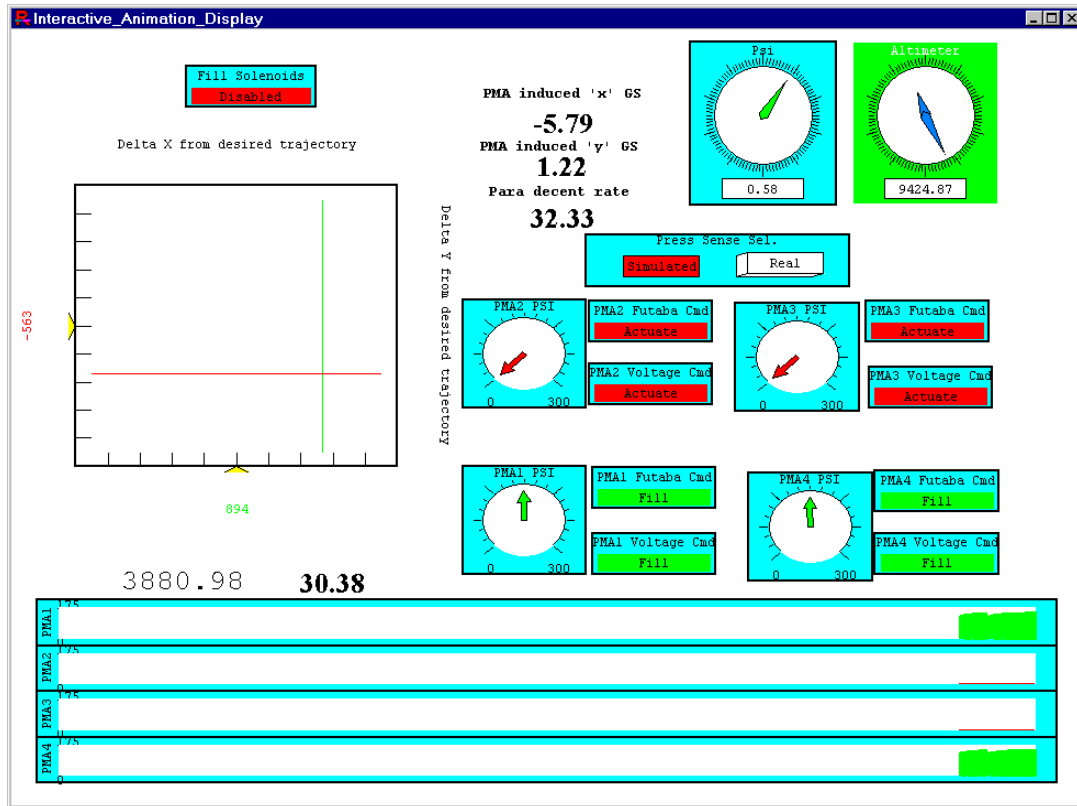 Interactive_Animation_Display
Fill Solenoids
Disabled
Delta X from desired trajectory
PMA induced 'x' GS
-5.79
PMA induced 'y' GS
1.22
Para decent rate
32.33
Psi
0.58
Altimeter
9424.87
Press Sense Sel.
Simulated
Real
Delta Y from desired trajectory
-563
894
PMA2 PSI
0 300
PMA2 Futaba Cmd
Actuate
PMA2 Voltage Cmd
Actuate
PMA3 PSI
0 300
PMA3 Futaba Cmd
Actuate
PMA3 Voltage Cmd
Actuate
PMA1 PSI
0 300
PMA1 Futaba Cmd
Fill
PMA1 Voltage Cmd
Fill
PMA4 PSI
0 300
PMA4 Futaba Cmd
Fill
PMA4 Voltage Cmd
Fill
3880.98
30.38
PMA1
175
0
PMA2
175
0
PMA3
175
0
PMA4
175
0